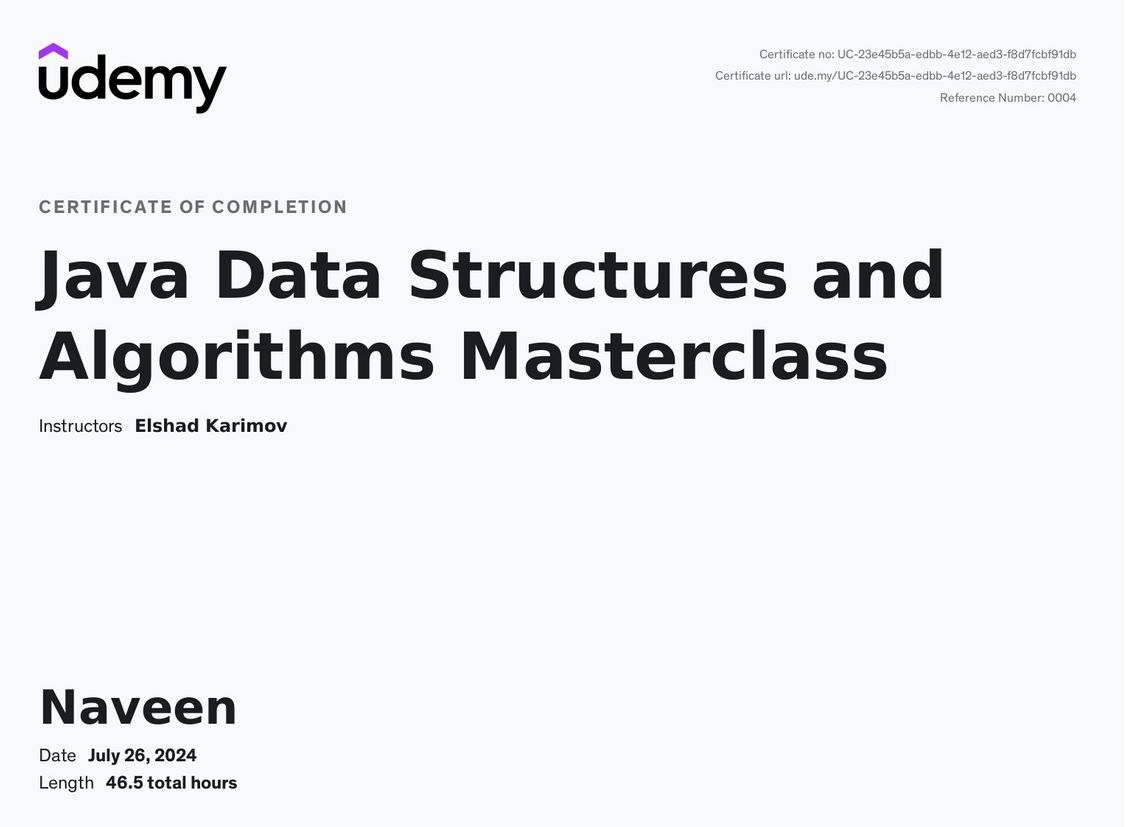 udemy
Certificate no: UC-23e45b5a-edbb-4e12-aed3-f8d7fcbf91db
Certificate url: ude.my/UC-23e45b5a-edbb-4e12-aed3-f8d7fcbf91db
Reference Number: 0004
CERTIFICATE OF COMPLETION
Java Data Structures and
Algorithms Masterclass
Instructors Elshad Karimov
Naveen
Date July 26, 2024
Length 46.5 total hours